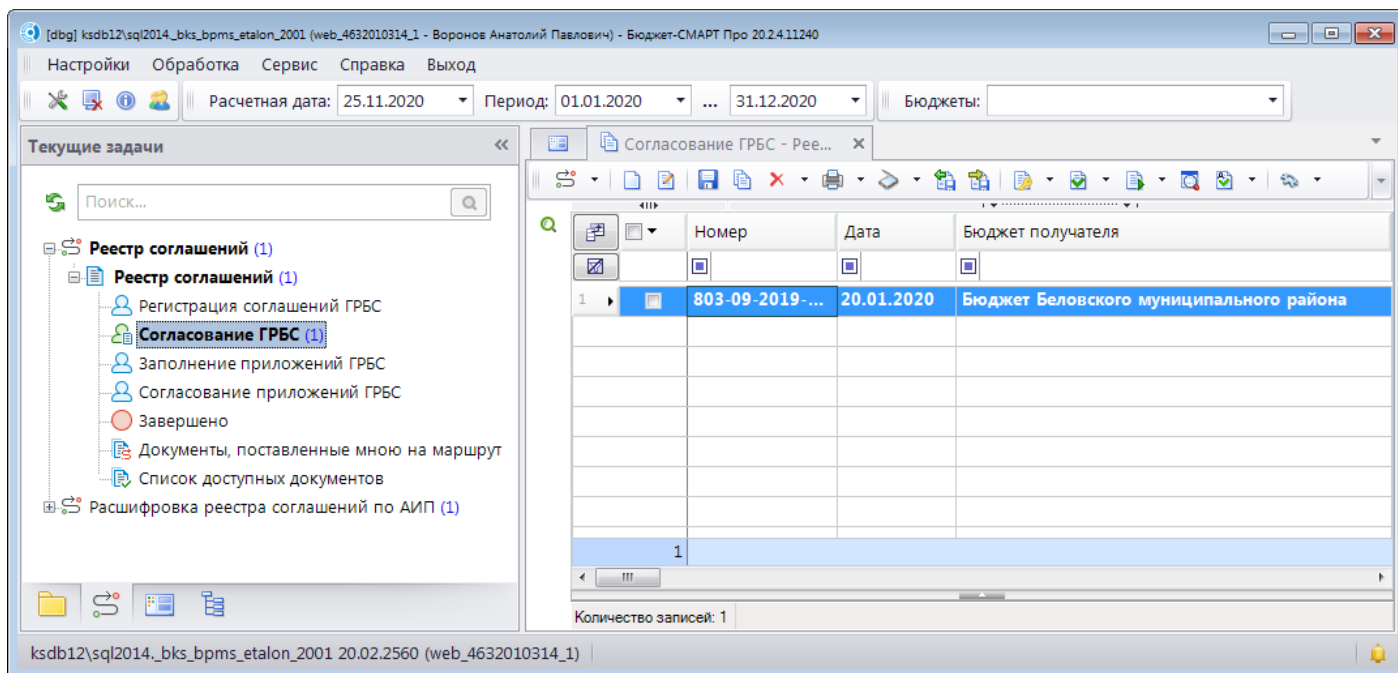 [dbg] ksdb12\sql2014._bks_bpms_etalon_2001 (web_4632010314_1 - Воронов Анатолий Павлович) - Бюджет-СМАРТ Про 20.2.4.11240
Настройки Обработка Сервис Справка Выход
Расчетная дата: 25.11.2020 Период: 01.01.2020 ... 31.12.2020 Бюджеты:
Текущие задачи
Согласование ГРБС - Рее...
Поиск...
Номер Дата Бюджет получателя
Реестр соглашений (1)
Реестр соглашений (1)
1 803-09-2019-... 20.01.2020 Бюджет Беловского муниципального района
Регистрация соглашений ГРБС
Согласование ГРБС (1)
Заполнение приложений ГРБС
Согласование приложений ГРБС
Завершено
Документы, поставленные мною на маршрут
Список доступных документов
Расшифровка реестра соглашений по АИП (1)
1
Количество записей: 1
ksdb12\sql2014._bks_bpms_etalon_2001 20.02.2560 (web_4632010314_1)